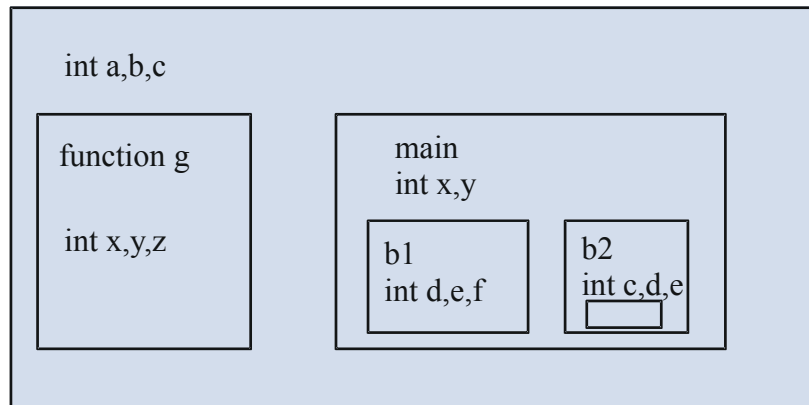 int a,b,c
function g
int x,y,z
main
int x,y
b1
int d,e,f
b2
int c,d,e